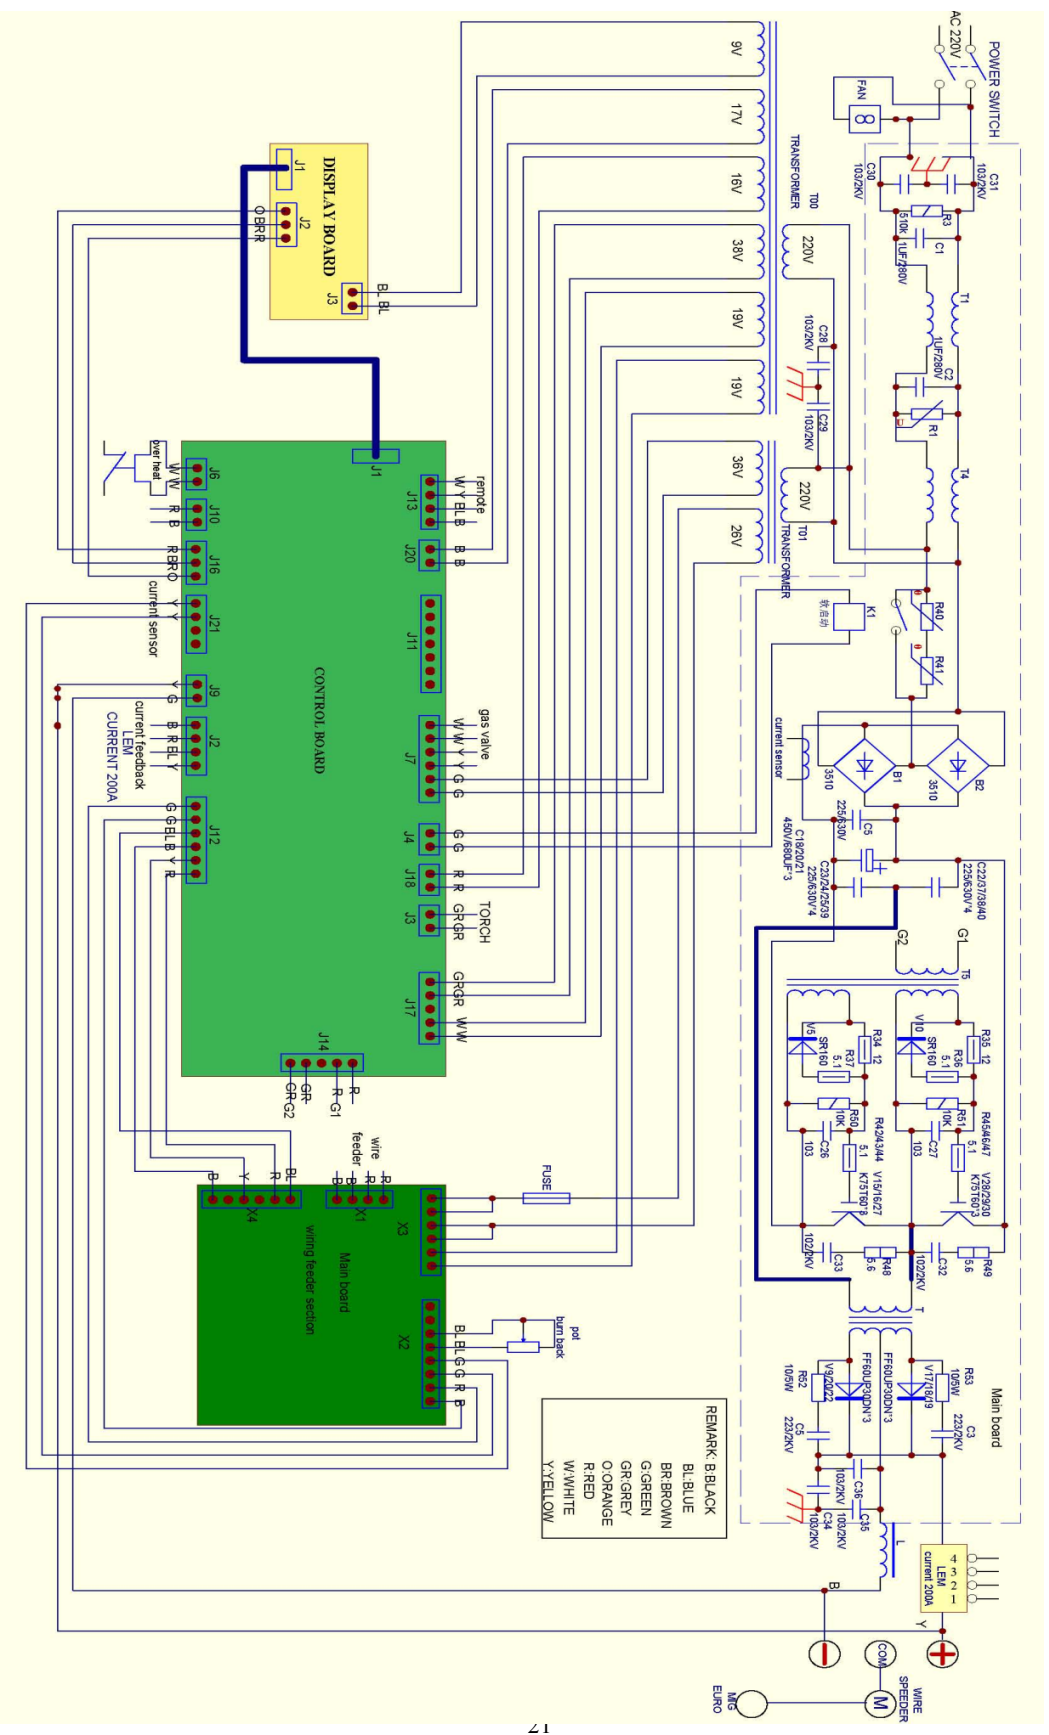 AC 220V
POWER SWITCH
FAN
C30
103/2KV
C31
103/2KV
R3
510k
C1
1UF/280V
T1
C2
1UF/280V
R1
U
T4
9V
17V
16V
38V
19V
19V
36V
26V
TRANSFORMER
T00
220V
C28
103/2KV
C29
103/2KV
220V
T01
TRANSFORMER
DISPLAY BOARD
J1
J2
O BR R
J3
BL BL
K1
软启动
R40
θ
R41
θ
current sensor
B1
3510
B2
3510
C5
225/630V
C18/20/21
450V/680UF*3
C23/24/25/39
225/630V*4
C22/37/38/40
225/630V*4
G1
G2
T5
V5
SR160
R34 12
R37
5.1
V10
SR160
R35 12
R36
5.1
R50
10K
C26
103
R51
10K
C27
103
R42/43/44
5.1
V15/16/27
K75T60*3
R45/46/47
5.1
V28/29/30
K75T60*3
C33
102/2KV
R48
5.6
C32
102/2KV
R49
5.6
T
Main board
R52
10/5W
V9/20/22
FF60UP30DN*3
R53
10/5W
V17/18/19
FF60UP30DN*3
C5
223/2KV
C3
223/2KV
C36
103/2KV
C35
103/2KV
C34
103/2KV
L
LEM
current 200A
4 3 2 1
B
Y
COM
M
WIRE
SPEEDER
MIG
EURO
CONTROL BOARD
J1
over heat
J6
W W
J10
R B
J16
R BR O
J21
Y Y
current sensor
J9
Y G
J2
B R BL Y
current feedback
LEM
CURRENT 200A
J12
G G BL B Y R
remote
J13
W Y BL B
J20
B B
J11
gas valve
J7
W W Y Y G G
J4
G G
J18
R R
J3
GR GR
TORCH
J17
GR GR W W
J14
GR-G2
GR
R-G1
R
wire
feeder
X1
B B R R
X4
B Y R BL
X3
Main board
wiring feeder section
X2
BL BL G G R B
FUSE
pot
burn back
REMARK: B:BLACK
BL:BLUE
BR:BROWN
G:GREEN
GR:GREY
O:ORANGE
R:RED
W:WHITE
Y:YELLOW
21